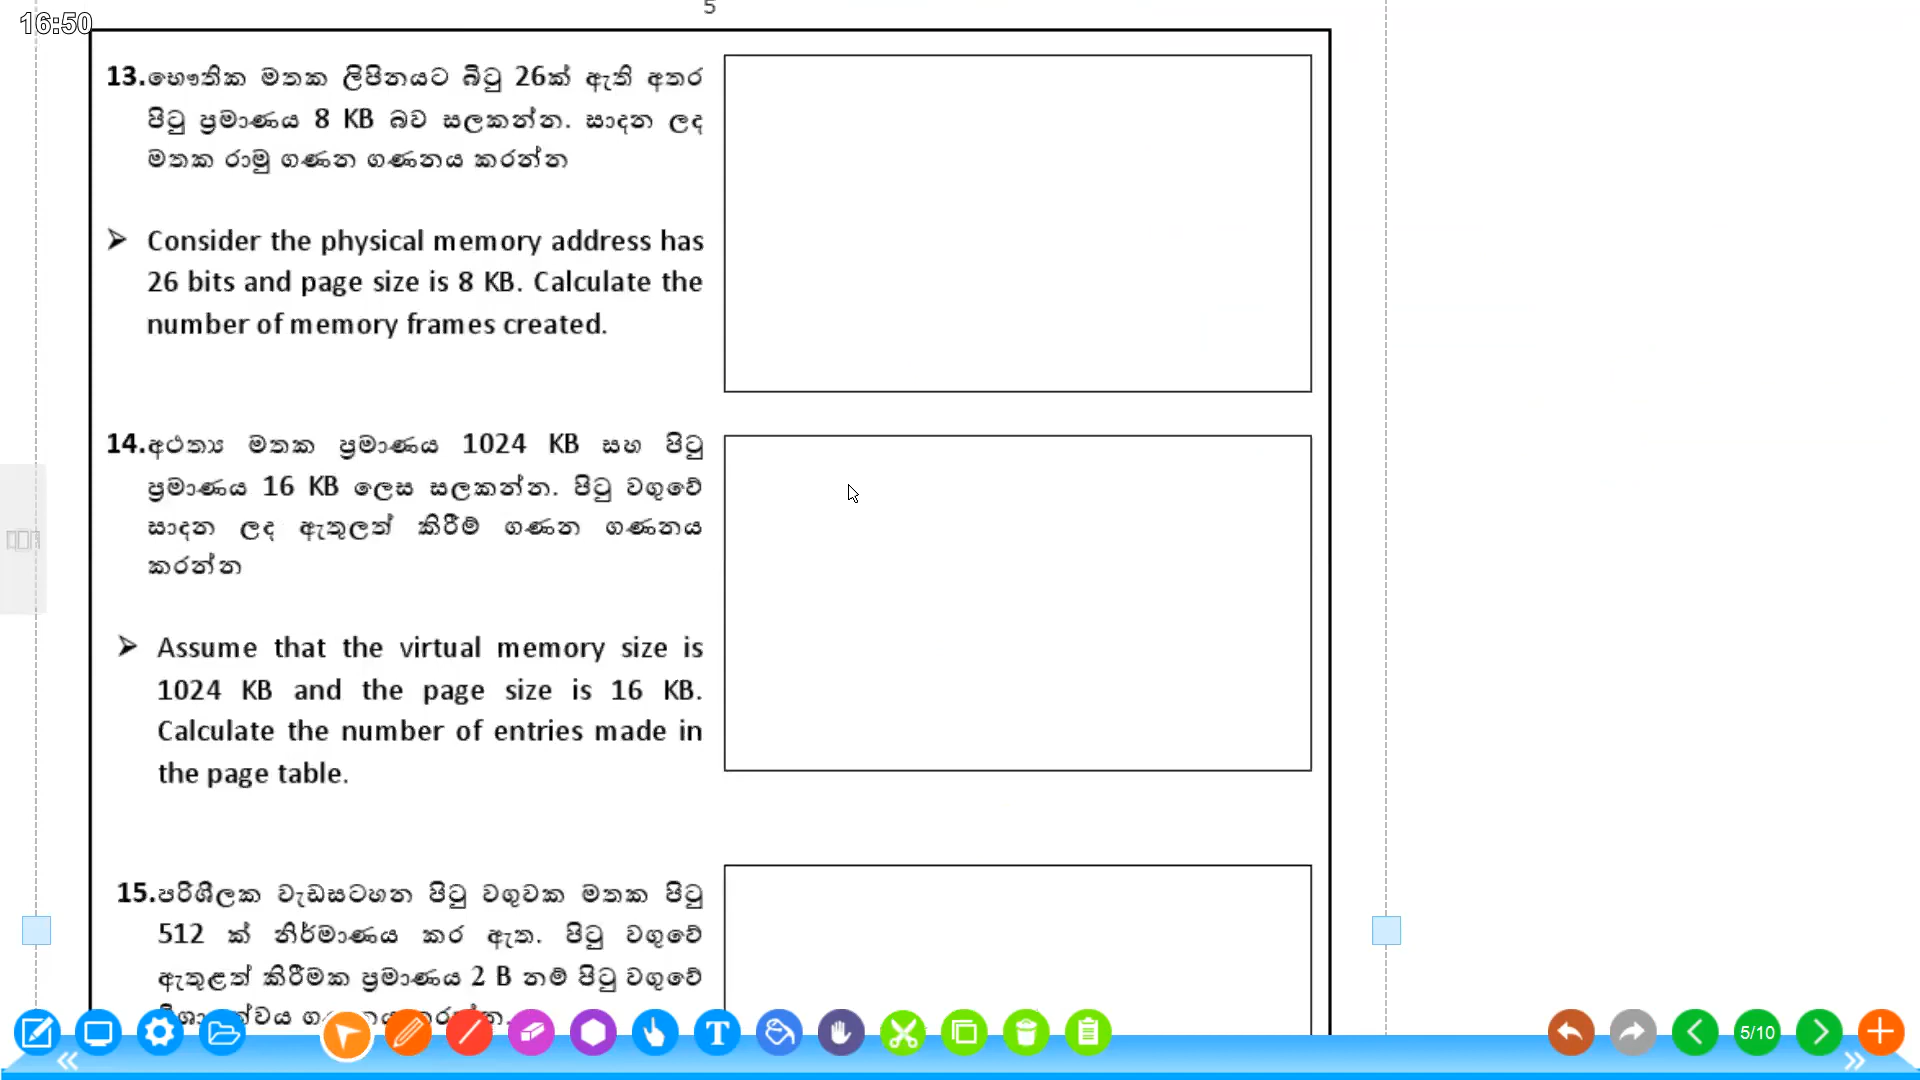 5
16:50
13.භෞතික මතක ලිපිනයට බිටු 26ක් ඇති අතර
පිටු ප්‍රමාණය 8 KB බව සලකන්න. සාදන ලද
මතක රාමු ගණන ගණනය කරන්න
➢ Consider the physical memory address has
26 bits and page size is 8 KB. Calculate the
number of memory frames created.
14.අථත්‍ය මතක ප්‍රමාණය 1024 KB සහ පිටු
ප්‍රමාණය 16 KB ලෙස සලකන්න. පිටු වගුවේ
සාදන ලද ඇතුලත් කිරීම් ගණන ගණනය
කරන්න
➢ Assume that the virtual memory size is
1024 KB and the page size is 16 KB.
Calculate the number of entries made in
the page table.
15.පරිශීලක වැඩසටහන පිටු වගුවක මතක පිටු
512 ක් නිර්මාණය කර ඇත. පිටු වගුවේ
ඇතුළත් කිරීමක ප්‍රමාණය 2 B නම් පිටු වගුවේ
T
5/10